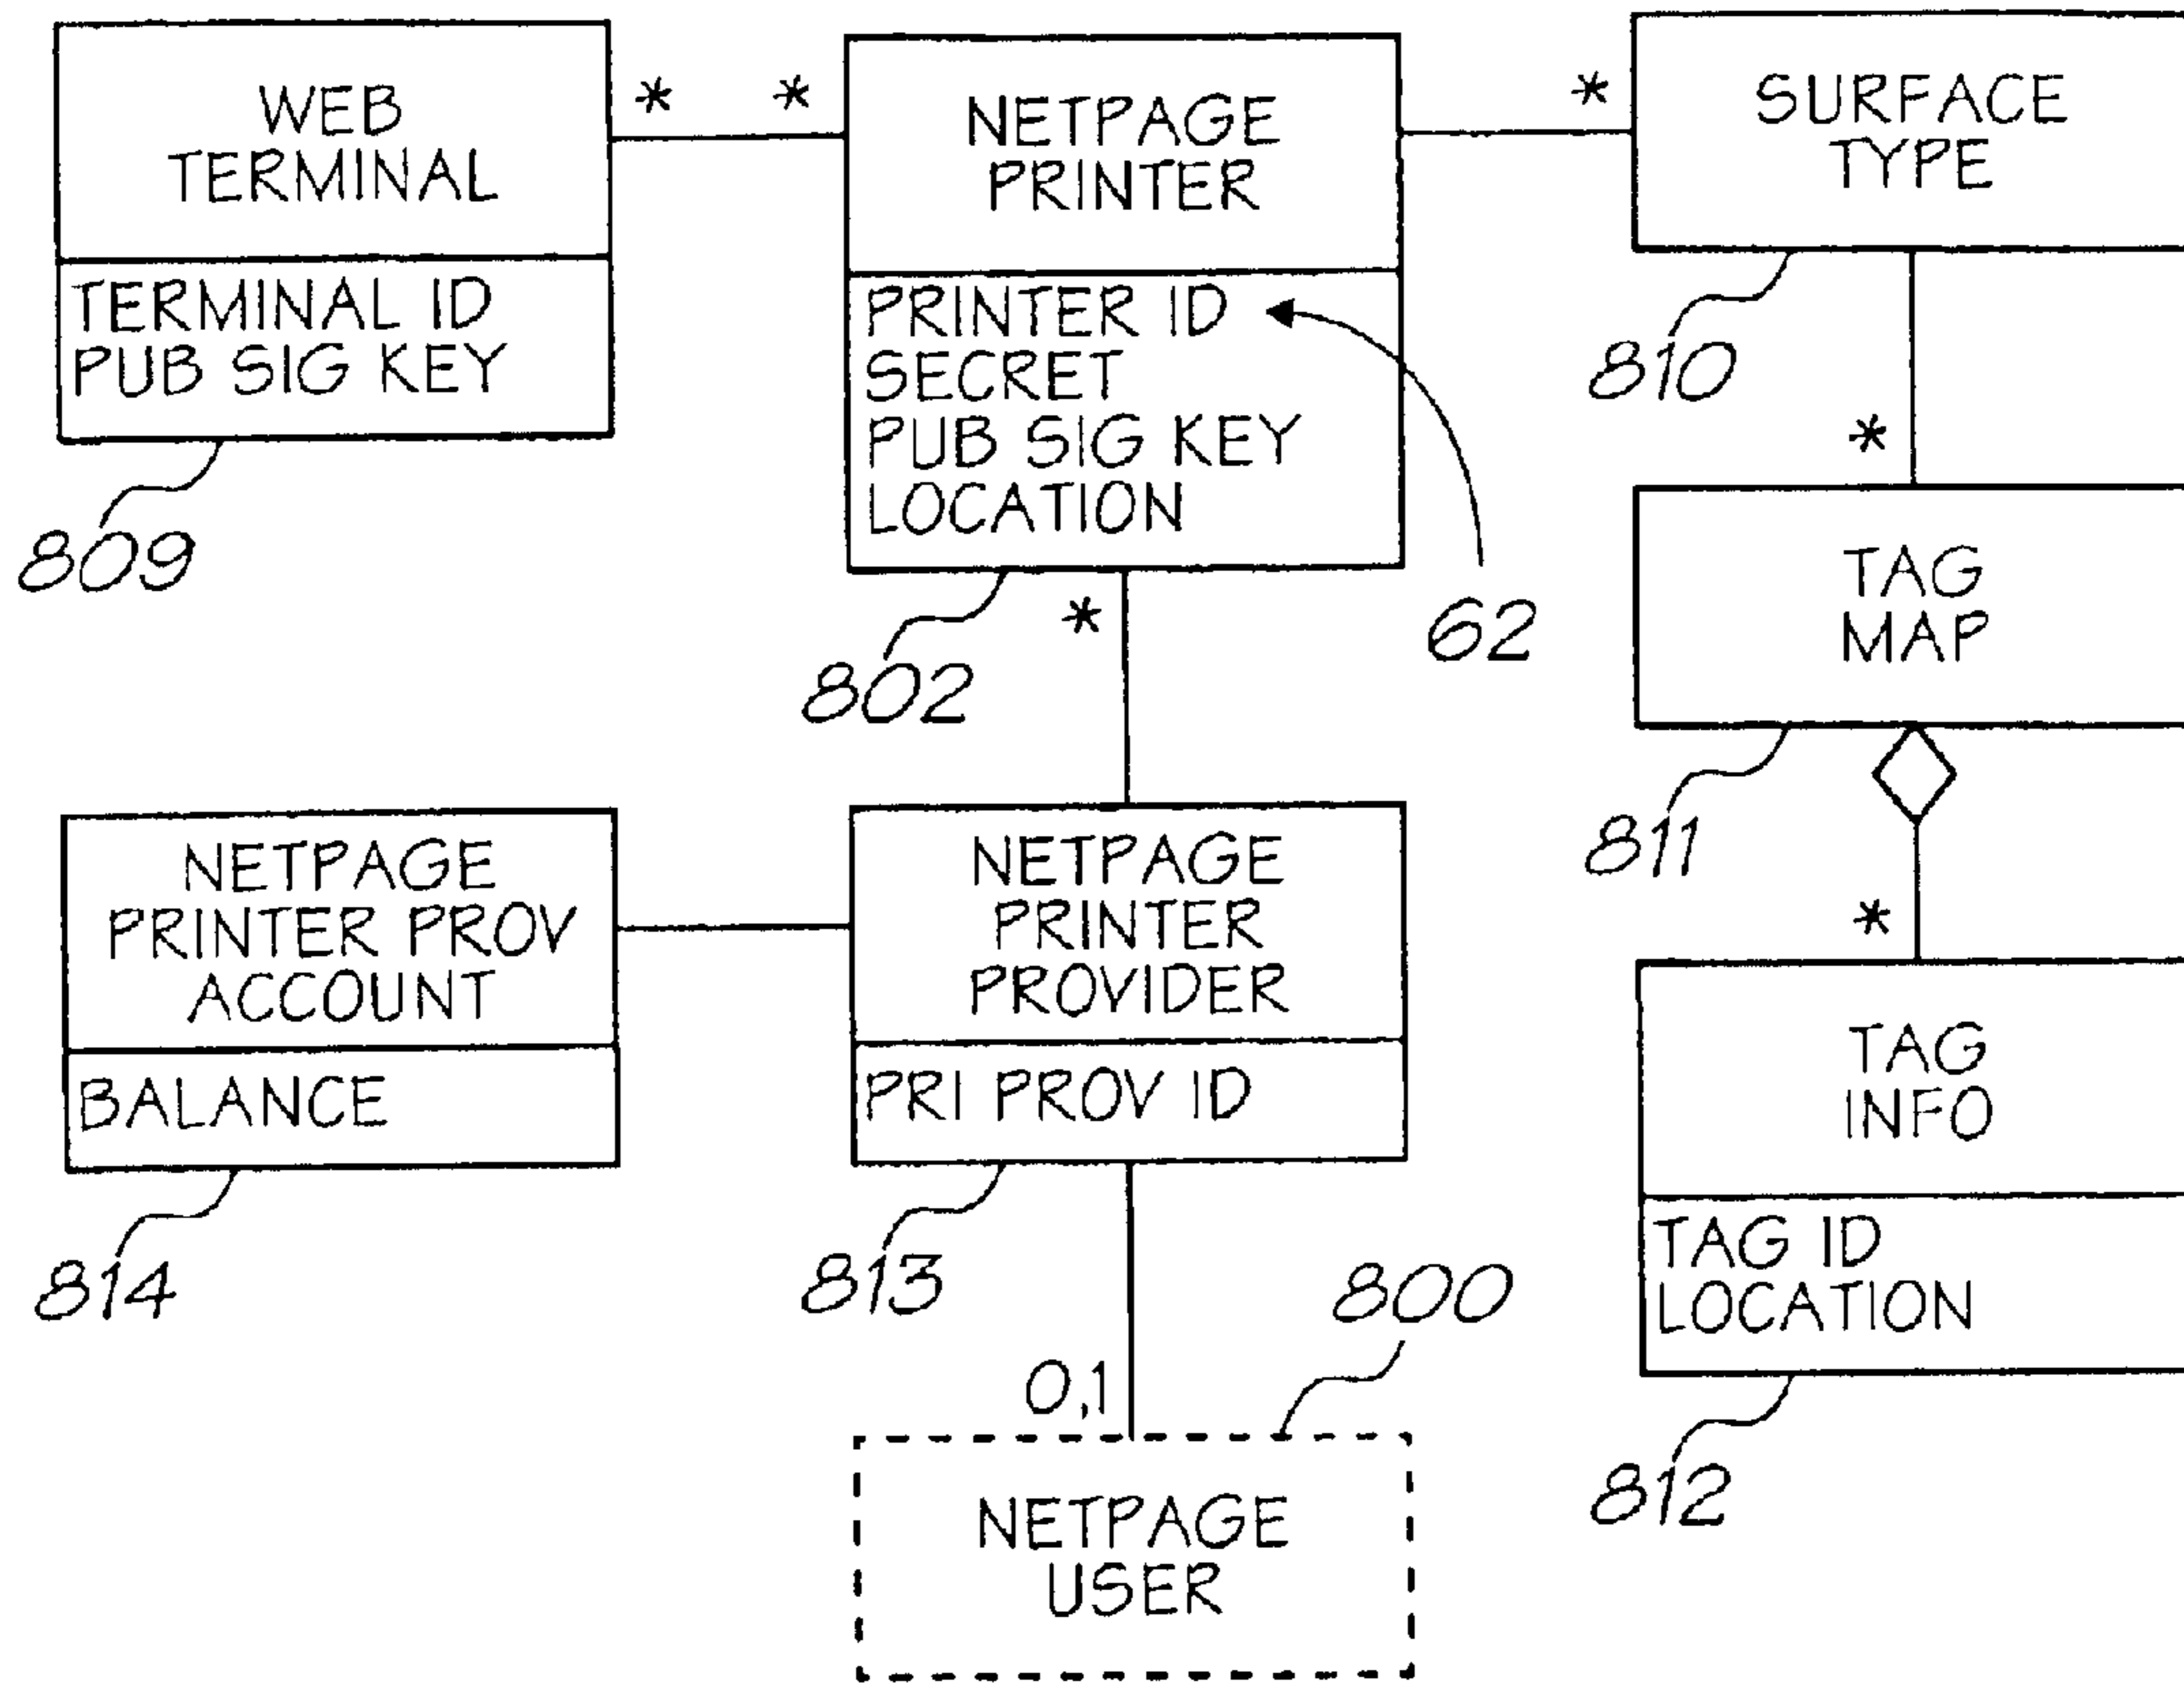 WEB
TERMINAL
TERMINAL ID
PUB SIG KEY
809
*
*
NETPAGE
PRINTER
PRINTER ID
SECRET
PUB SIG KEY
LOCATION
62
802
*
*
SURFACE
TYPE
810
*
TAG
MAP
811
*
TAG
INFO
TAG ID
LOCATION
812
NETPAGE
PRINTER PROV
ACCOUNT
BALANCE
814
NETPAGE
PRINTER
PROVIDER
PRI PROV ID
813
800
0,1
NETPAGE
USER